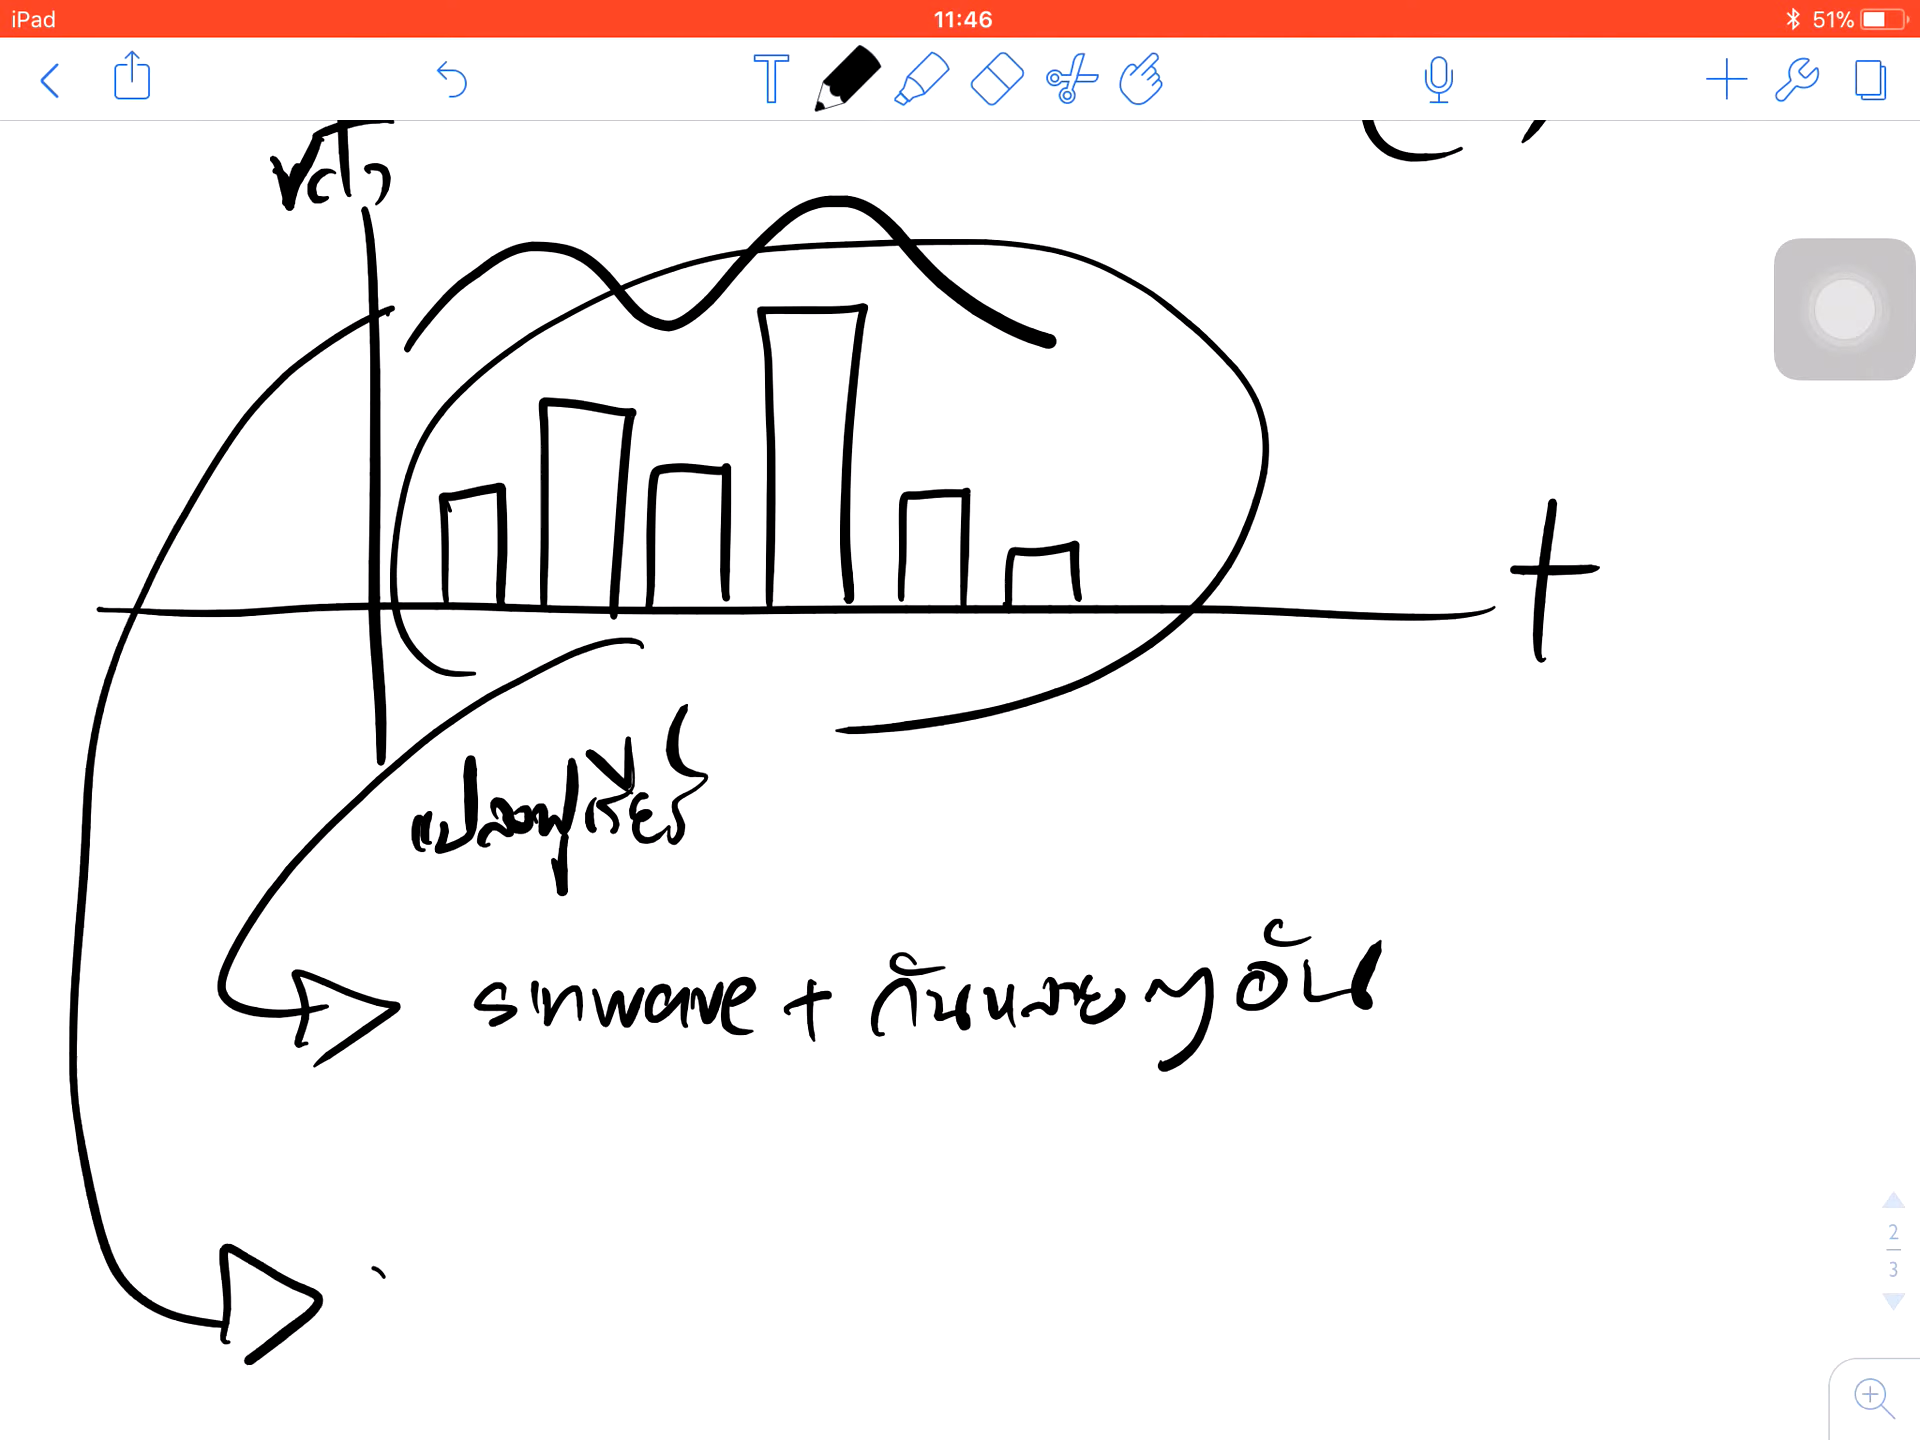 iPad 11:46 51%
T
v(t)
t
แปลงฟูเรียร์
sinwave + กันหลายๆ อัน
2
3